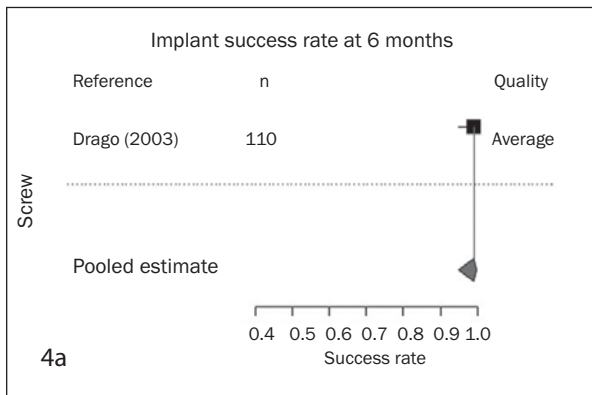 Implant success rate at 6 months
Reference n Quality
Drago (2003) 110 Average
Screw
Pooled estimate
0.4 0.5 0.6 0.7 0.8 0.9 1.0
Success rate
4a